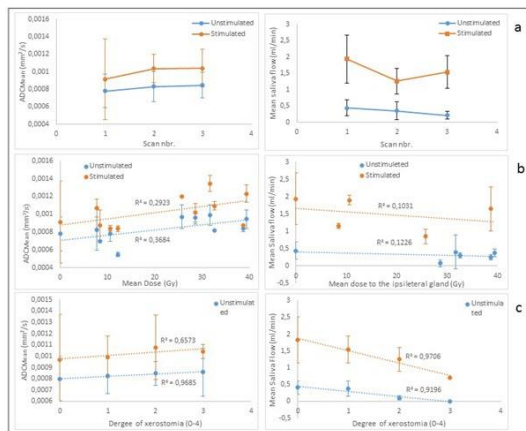 Unstimulated
Stimulated
a
ADCMean (mm²/s)
0,0016
0,0014
0,0012
0,001
0,0008
0,0006
0,0004
0
1
2
3
4
Scan nbr.
Unstimulated
Stimulated
Mean saliva flow (ml/min)
3
2,5
2
1,5
1
0,5
0
0
1
2
3
4
Scan nbr.
b
Unstimulated
Stimulated
ADCMean (mm²/s)
0,0016
0,0014
0,0012
0,001
0,0008
0,0006
0,0004
R² = 0,2923
R² = 0,3684
0
10
20
30
40
Mean Dose (Gy)
Unstimuleted
Stimulated
Mean Saliva flow (ml/min)
3
2,5
2
1,5
1
0,5
0
-0,5
R² = 0,1031
R² = 0,1226
0
10
20
30
40
Mean dose to the ipsileteral gland (Gy)
c
Unstimulat
ed
ADCMean (mm²/s)
0,0015
0,0014
0,0013
0,0012
0,0011
0,001
0,0009
0,0008
0,0007
0,0006
R² = 0,6573
R² = 0,9685
0
1
2
3
4
Dergee of xerostomia (0-4)
Unstimula
ted
Mean Saliva Flow (ml/min)
3
2,5
2
1,5
1
0,5
0
-0,5
R² = 0,9706
R² = 0,9196
0
1
2
3
4
Degree of xerostomia (0-4)